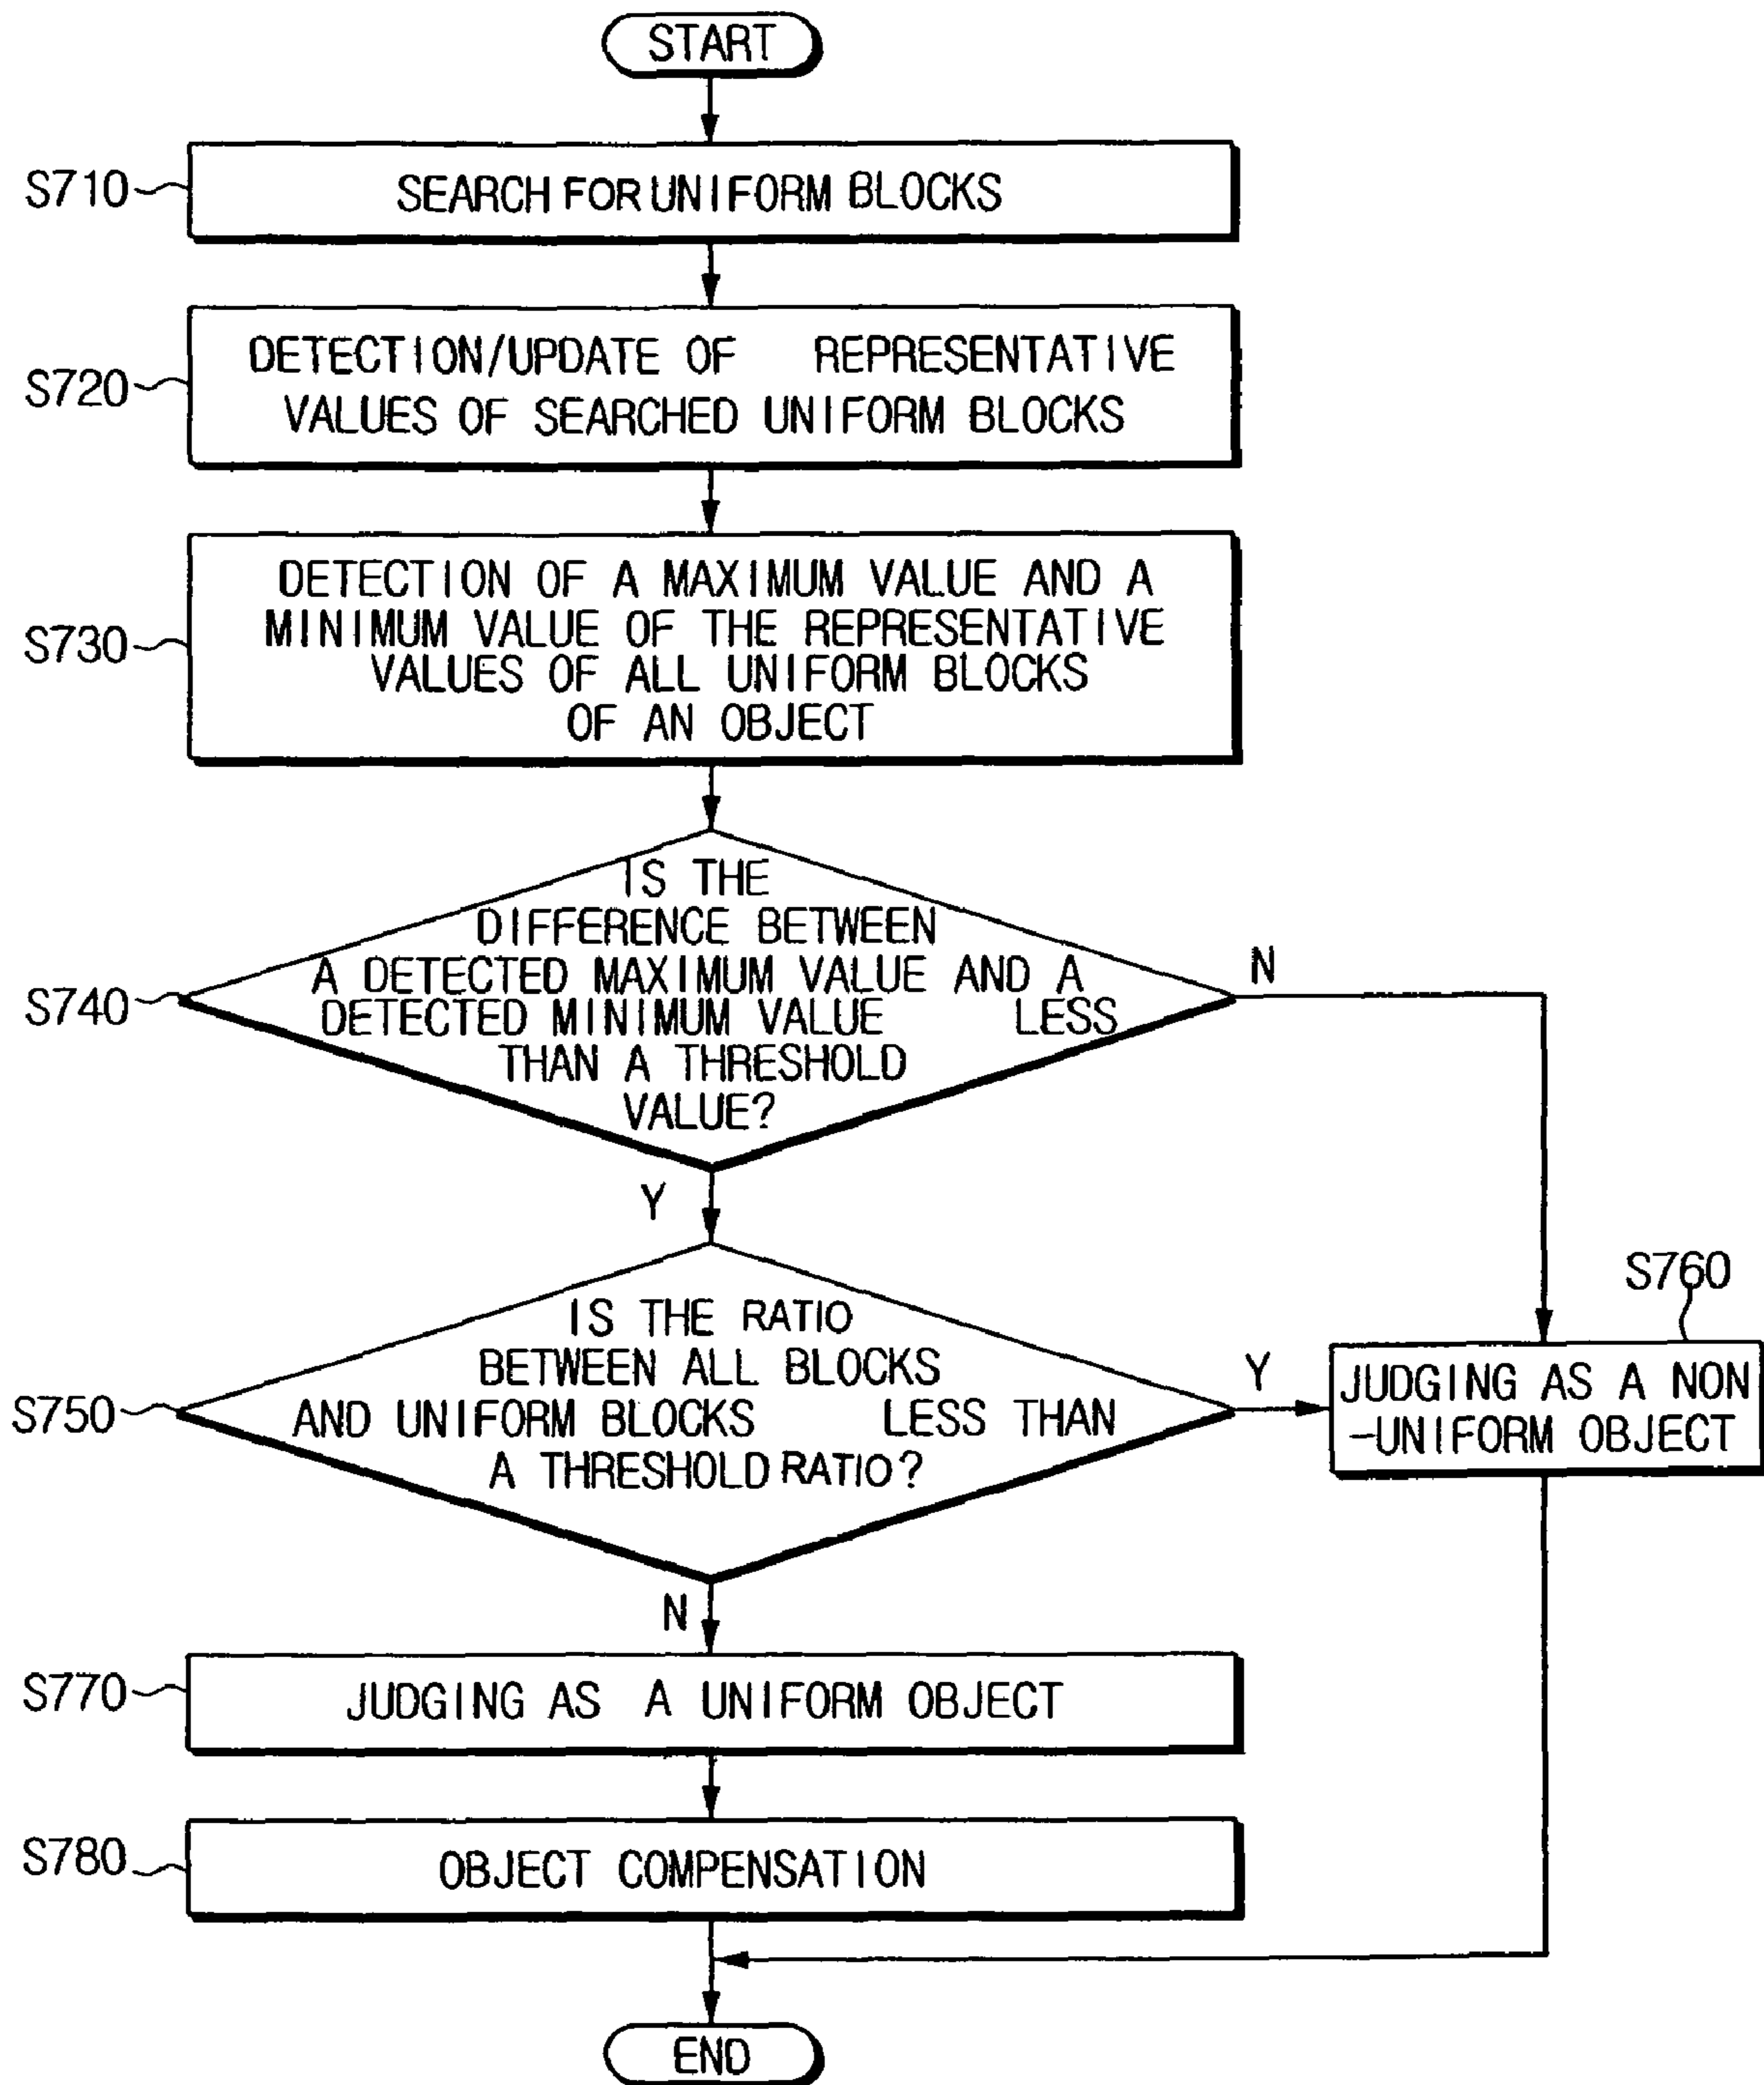 START
S710
SEARCH FOR UNIFORM BLOCKS
S720
DETECTION/UPDATE OF REPRESENTATIVE
VALUES OF SEARCHED UNIFORM BLOCKS
S730
DETECTION OF A MAXIMUM VALUE AND A
MINIMUM VALUE OF THE REPRESENTATIVE
VALUES OF ALL UNIFORM BLOCKS
OF AN OBJECT
S740
IS THE
DIFFERENCE BETWEEN
A DETECTED MAXIMUM VALUE AND A
DETECTED MINIMUM VALUE LESS
THAN A THRESHOLD
VALUE?
N
Y
S750
IS THE RATIO
BETWEEN ALL BLOCKS
AND UNIFORM BLOCKS LESS THAN
A THRESHOLD RATIO?
Y
S760
JUDGING AS A NON
-UNIFORM OBJECT
N
S770
JUDGING AS A UNIFORM OBJECT
S780
OBJECT COMPENSATION
END